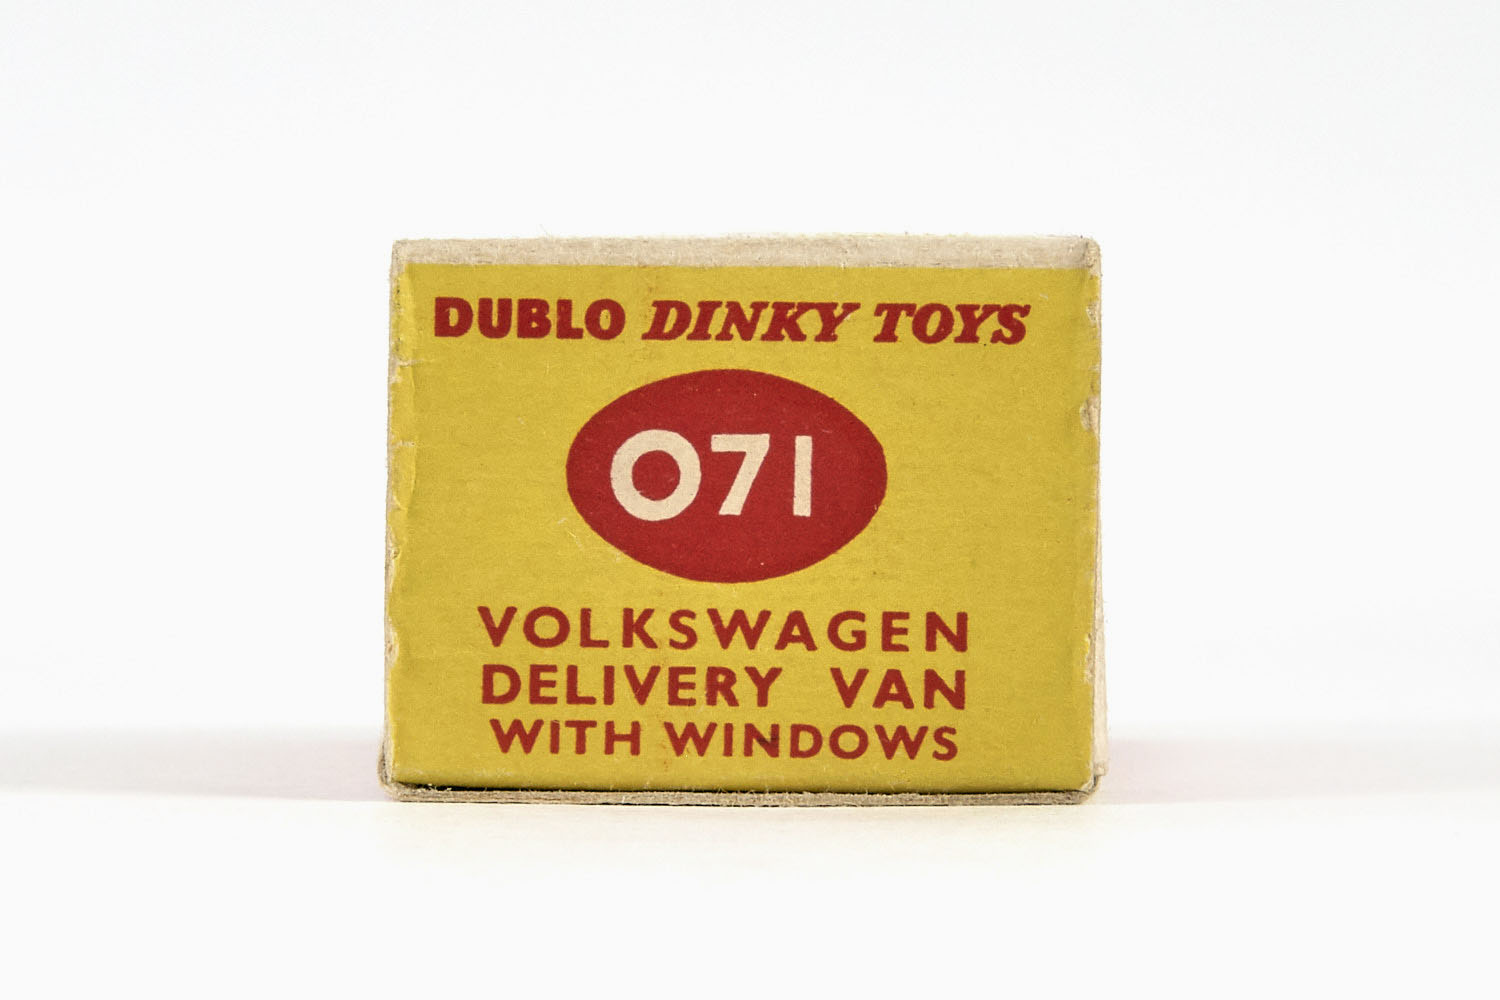 DUBLO DINKY TOYS
071
VOLKSWAGEN
DELIVERY VAN
WITH WINDOWS